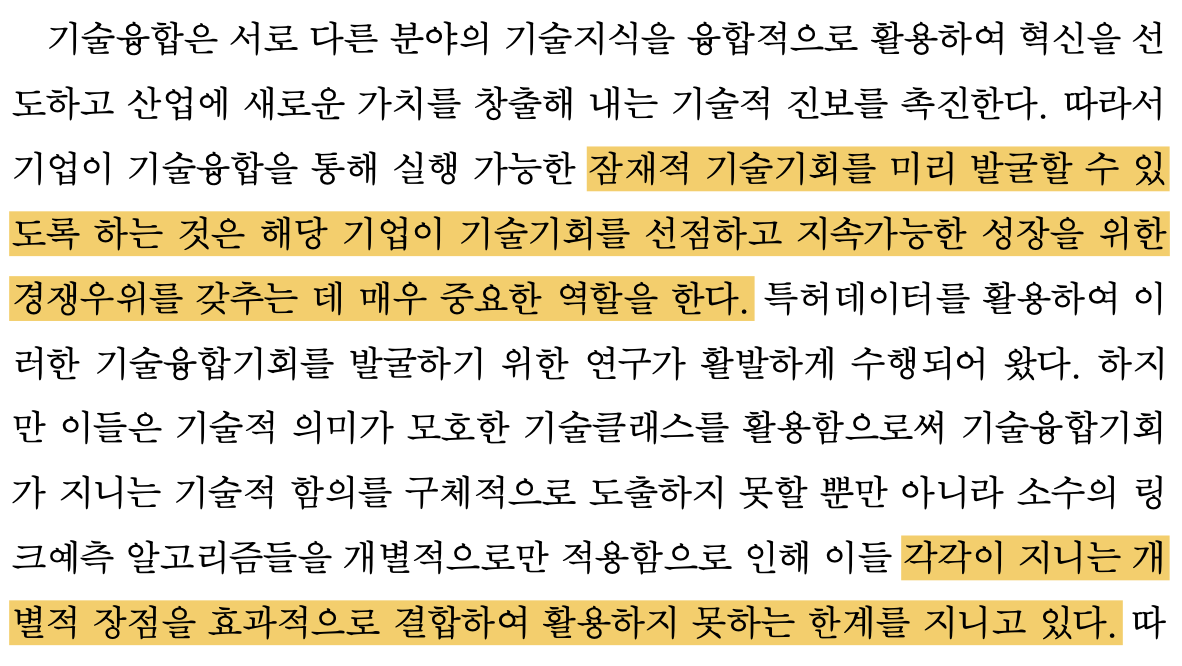 기술융합은 서로 다른 분야의 기술지식을 융합적으로 활용하여 혁신을 선
도하고 산업에 새로운 가치를 창출해 내는 기술적 진보를 촉진한다. 따라서
기업이 기술융합을 통해 실행 가능한 잠재적 기술기회를 미리 발굴할 수 있
도록 하는 것은 해당 기업이 기술기회를 선점하고 지속가능한 성장을 위한
경쟁우위를 갖추는 데 매우 중요한 역할을 한다. 특허데이터를 활용하여 이
러한 기술융합기회를 발굴하기 위한 연구가 활발하게 수행되어 왔다. 하지
만 이들은 기술적 의미가 모호한 기술클래스를 활용함으로써 기술융합기회
가 지니는 기술적 함의를 구체적으로 도출하지 못할 뿐만 아니라 소수의 링
크예측 알고리즘들을 개별적으로만 적용함으로 인해 이들 각각이 지니는 개
별적 장점을 효과적으로 결합하여 활용하지 못하는 한계를 지니고 있다. 따